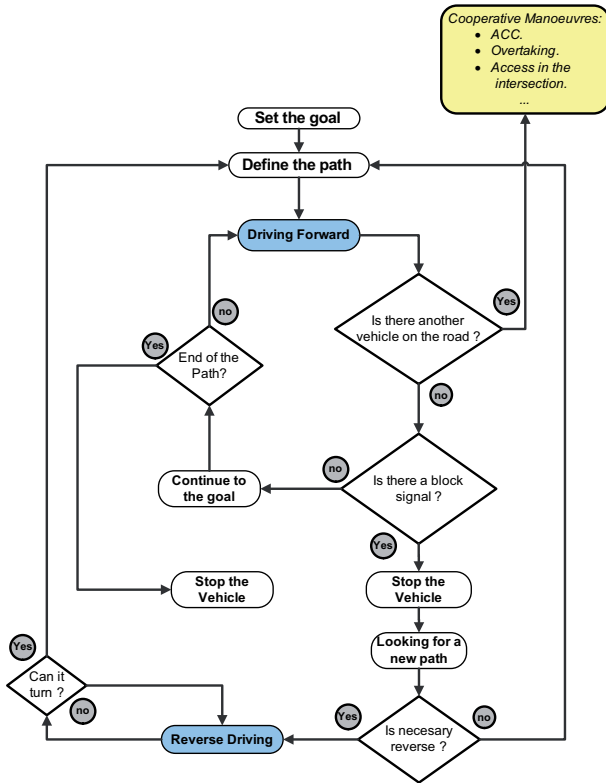 Cooperative Manoeuvres:
• ACC.
• Overtaking.
• Access in the
intersection.
...
Set the goal
Define the path
Driving Forward
no
Yes
Yes
Is there another
vehicle on the road ?
End of the
Path?
no
no
Is there a block
signal ?
Continue to
the goal
Yes
Stop the
Vehicle
Stop the
Vehicle
Looking for a
new path
Yes
Can it
turn ?
no
Yes
Is necesary
reverse ?
no
Reverse Driving